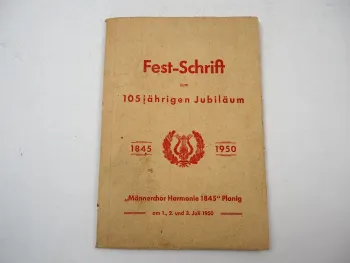 Fest-Schrift
zum
105jährigen Jubiläum
1845 1950
„Männerchor Harmonie 1845" Planig
am 1., 2. und 3. Juli 1950